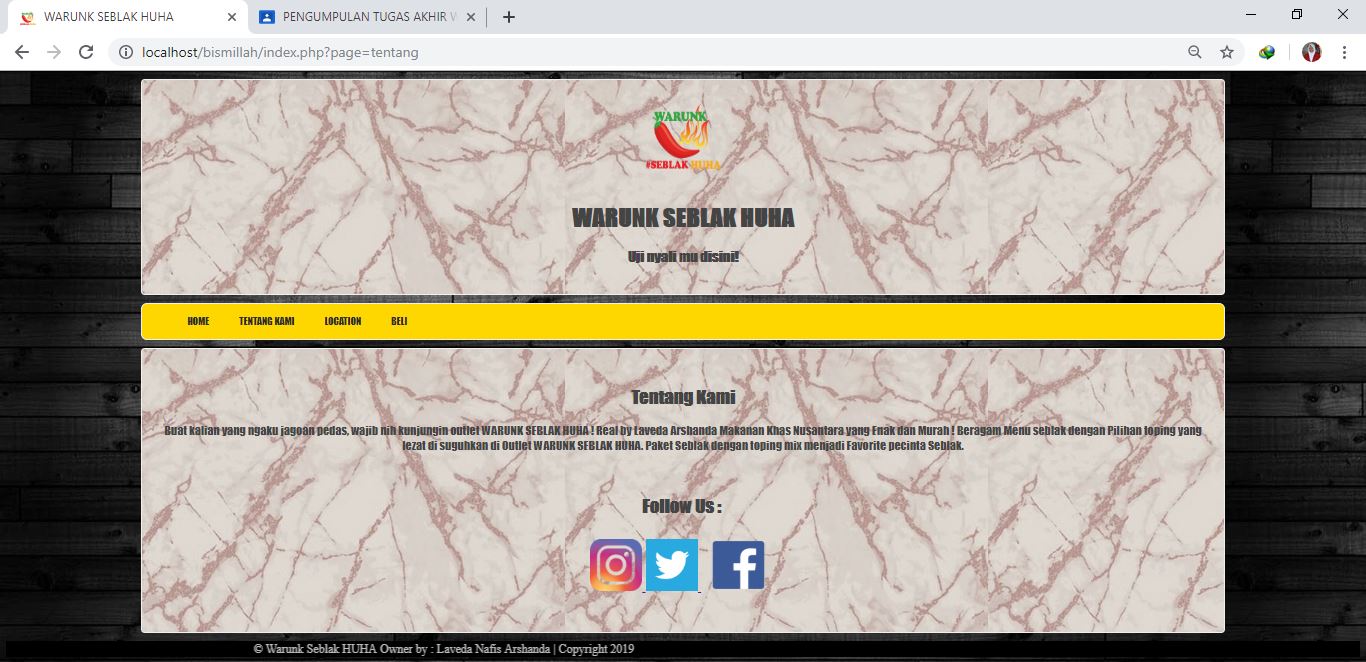 WARUNK SEBLAK HUHA
PENGUMPULAN TUGAS AKHIR W
localhost/bismillah/index.php?page=tentang
WARUNK
#SEBLAK HUHA
WARUNK SEBLAK HUHA
Uji nyali mu disini!
HOME
TENTANG KAMI
LOCATION
BELI
Tentang Kami
Buat kalian yang ngaku jagoan pedas, wajib nih kunjungin outlet WARUNK SEBLAK HUHA ! Real by Laveda Arshanda Makanan Khas Nusantara yang Enak dan Murah ! Beragam Menu seblak dengan Pilihan toping yang
lezat di suguhkan di Outlet WARUNK SEBLAK HUHA. Paket Seblak dengan toping mix menjadi Favorite pecinta Seblak.
Follow Us :
© Warunk Seblak HUHA Owner by : Laveda Nafis Arshanda | Copyright 2019